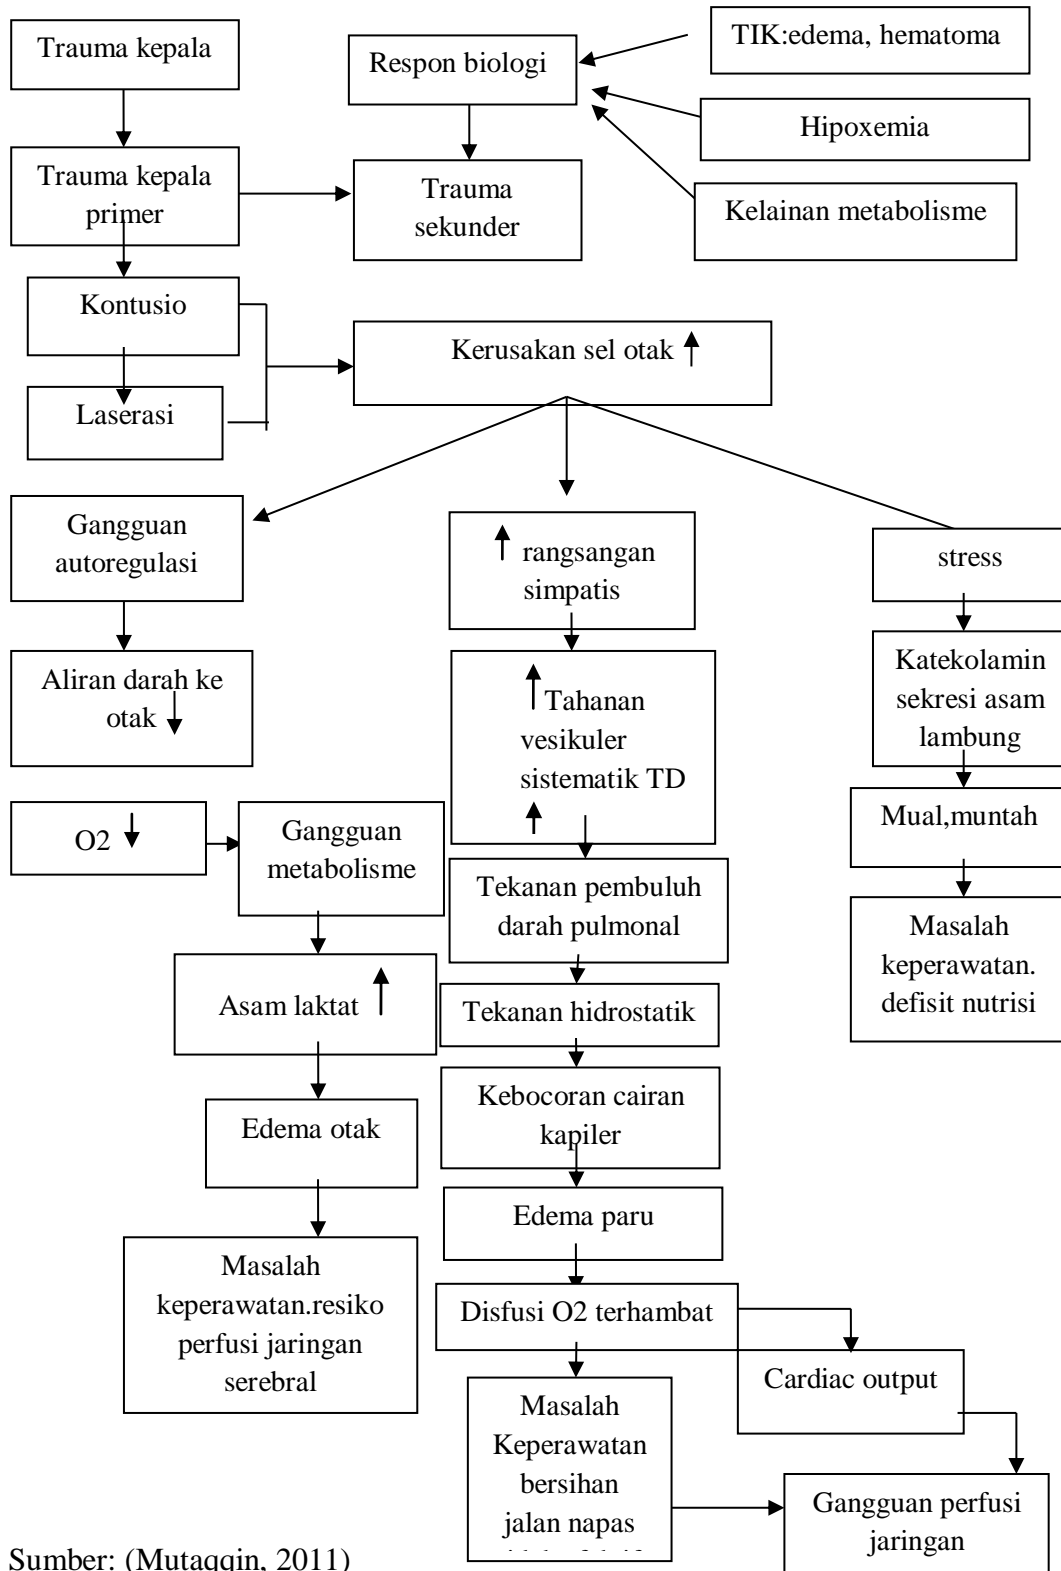 Trauma kepala
Respon biologi
TIK:edema, hematoma
Hipoxemia
Trauma kepala
primer
Trauma
sekunder
Kelainan metabolisme
Kontusio
Kerusakan sel otak
Laserasi
Gangguan
autoregulasi
rangsangan
simpatis
stress
Aliran darah ke
otak
Tahanan
vesikuler
sistematik TD
Katekolamin
sekresi asam
lambung
O2
Gangguan
metabolisme
Mual,muntah
Tekanan pembuluh
darah pulmonal
Masalah
keperawatan.
defisit nutrisi
Asam laktat
Tekanan hidrostatik
Kebocoran cairan
kapiler
Edema otak
Edema paru
Masalah
keperawatan.resiko
perfusi jaringan
serebral
Disfusi O2 terhambat
Cardiac output
Masalah
Keperawatan
bersihan
jalan napas
Gangguan perfusi
jaringan
Sumber: (Mutaqqin, 2011)